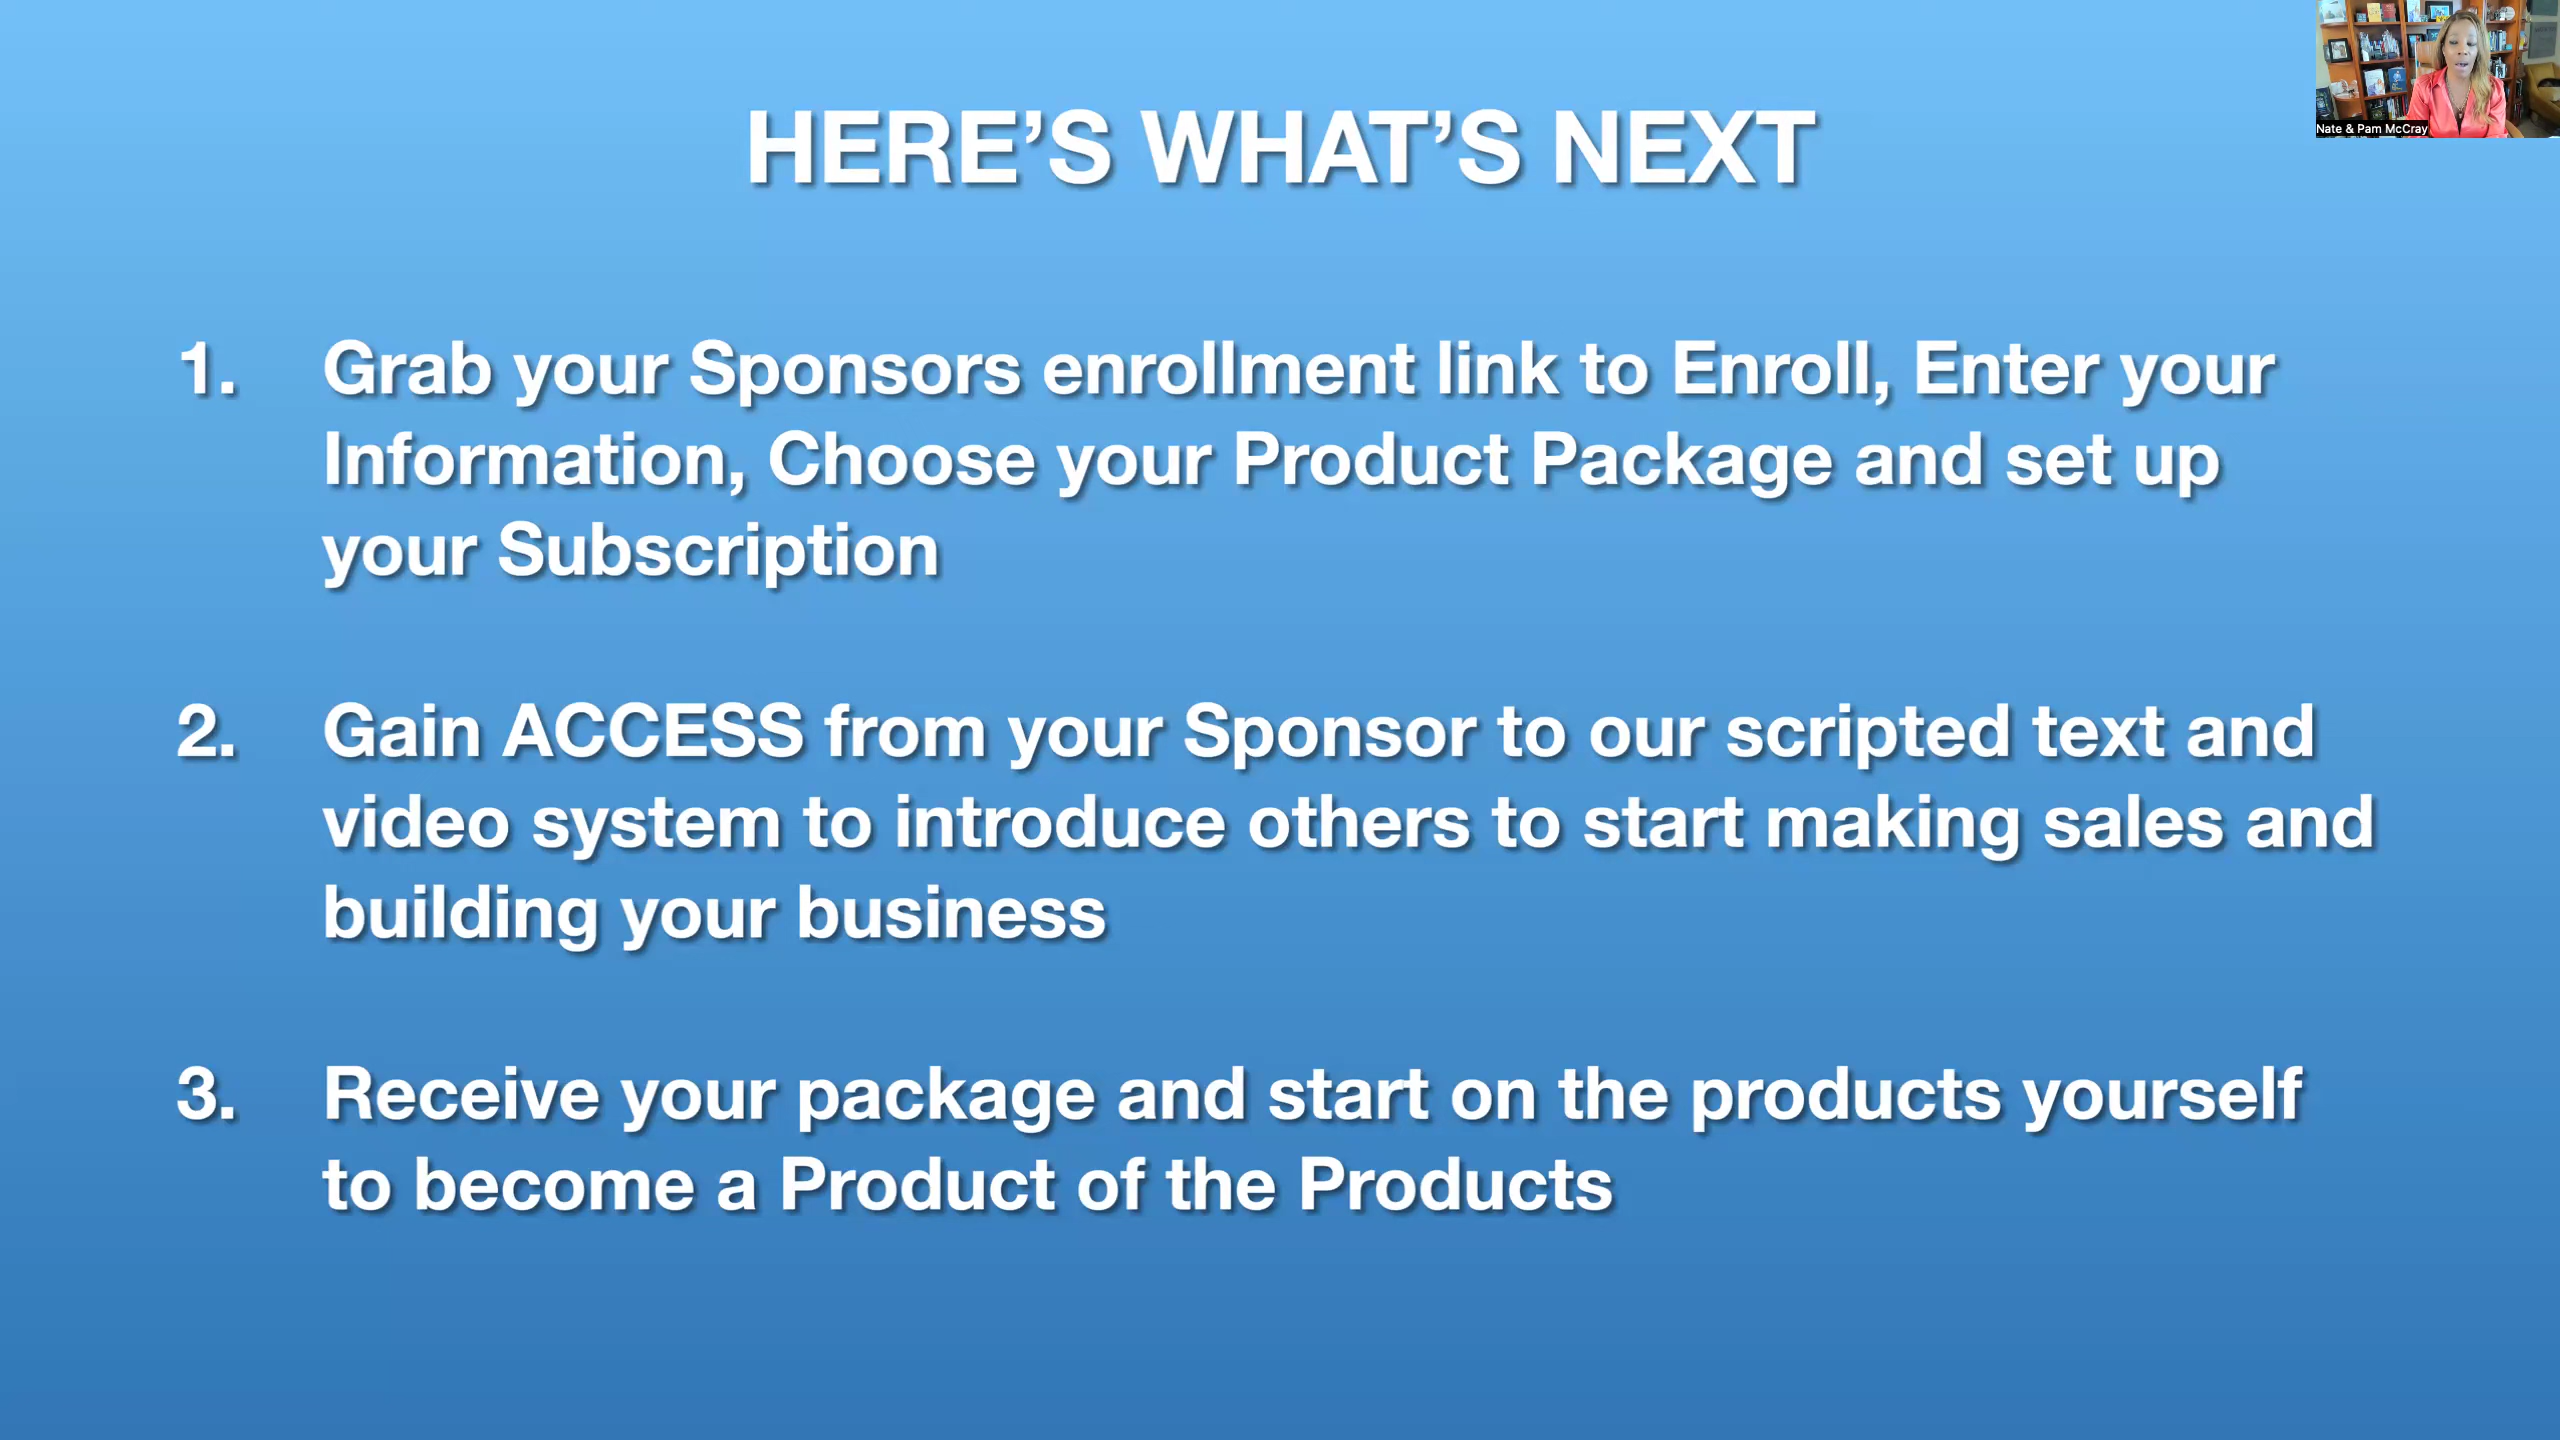 HERE’S WHAT’S NEXT
Nate & Pam McCray
1. Grab your Sponsors enrollment link to Enroll, Enter your
Information, Choose your Product Package and set up
your Subscription
2. Gain ACCESS from your Sponsor to our scripted text and
video system to introduce others to start making sales and
building your business
3. Receive your package and start on the products yourself
to become a Product of the Products